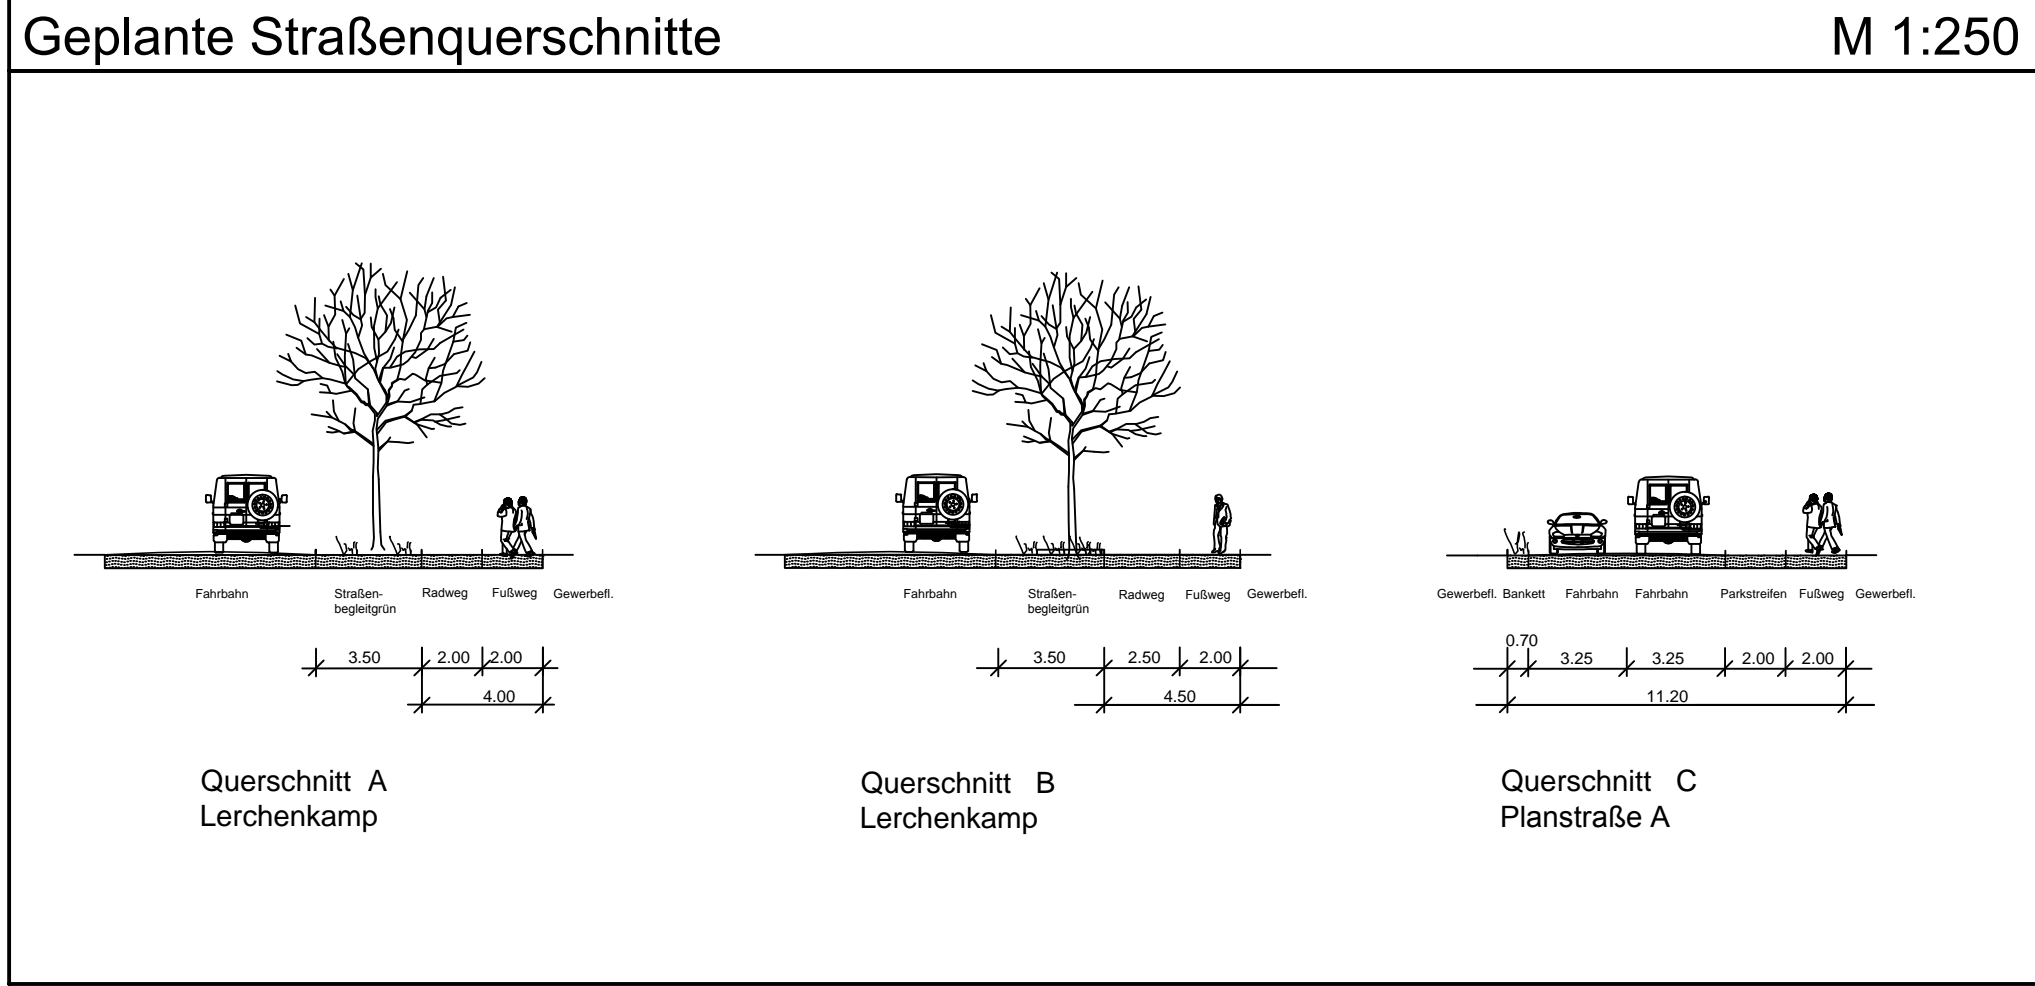 Geplante Straßenquerschnitte M 1:250
Fahrbahn Straßen- Radweg Fußweg Gewerbefl.
begleitgrün
3.50 2.00 2.00
4.00
Querschnitt A
Lerchenkamp
Fahrbahn Straßen- Radweg Fußweg Gewerbefl.
begleitgrün
3.50 2.50 2.00
4.50
Querschnitt B
Lerchenkamp
Gewerbefl. Bankett Fahrbahn Fahrbahn Parkstreifen Fußweg Gewerbefl.
0.70
3.25 3.25 2.00 2.00
11.20
Querschnitt C
Planstraße A